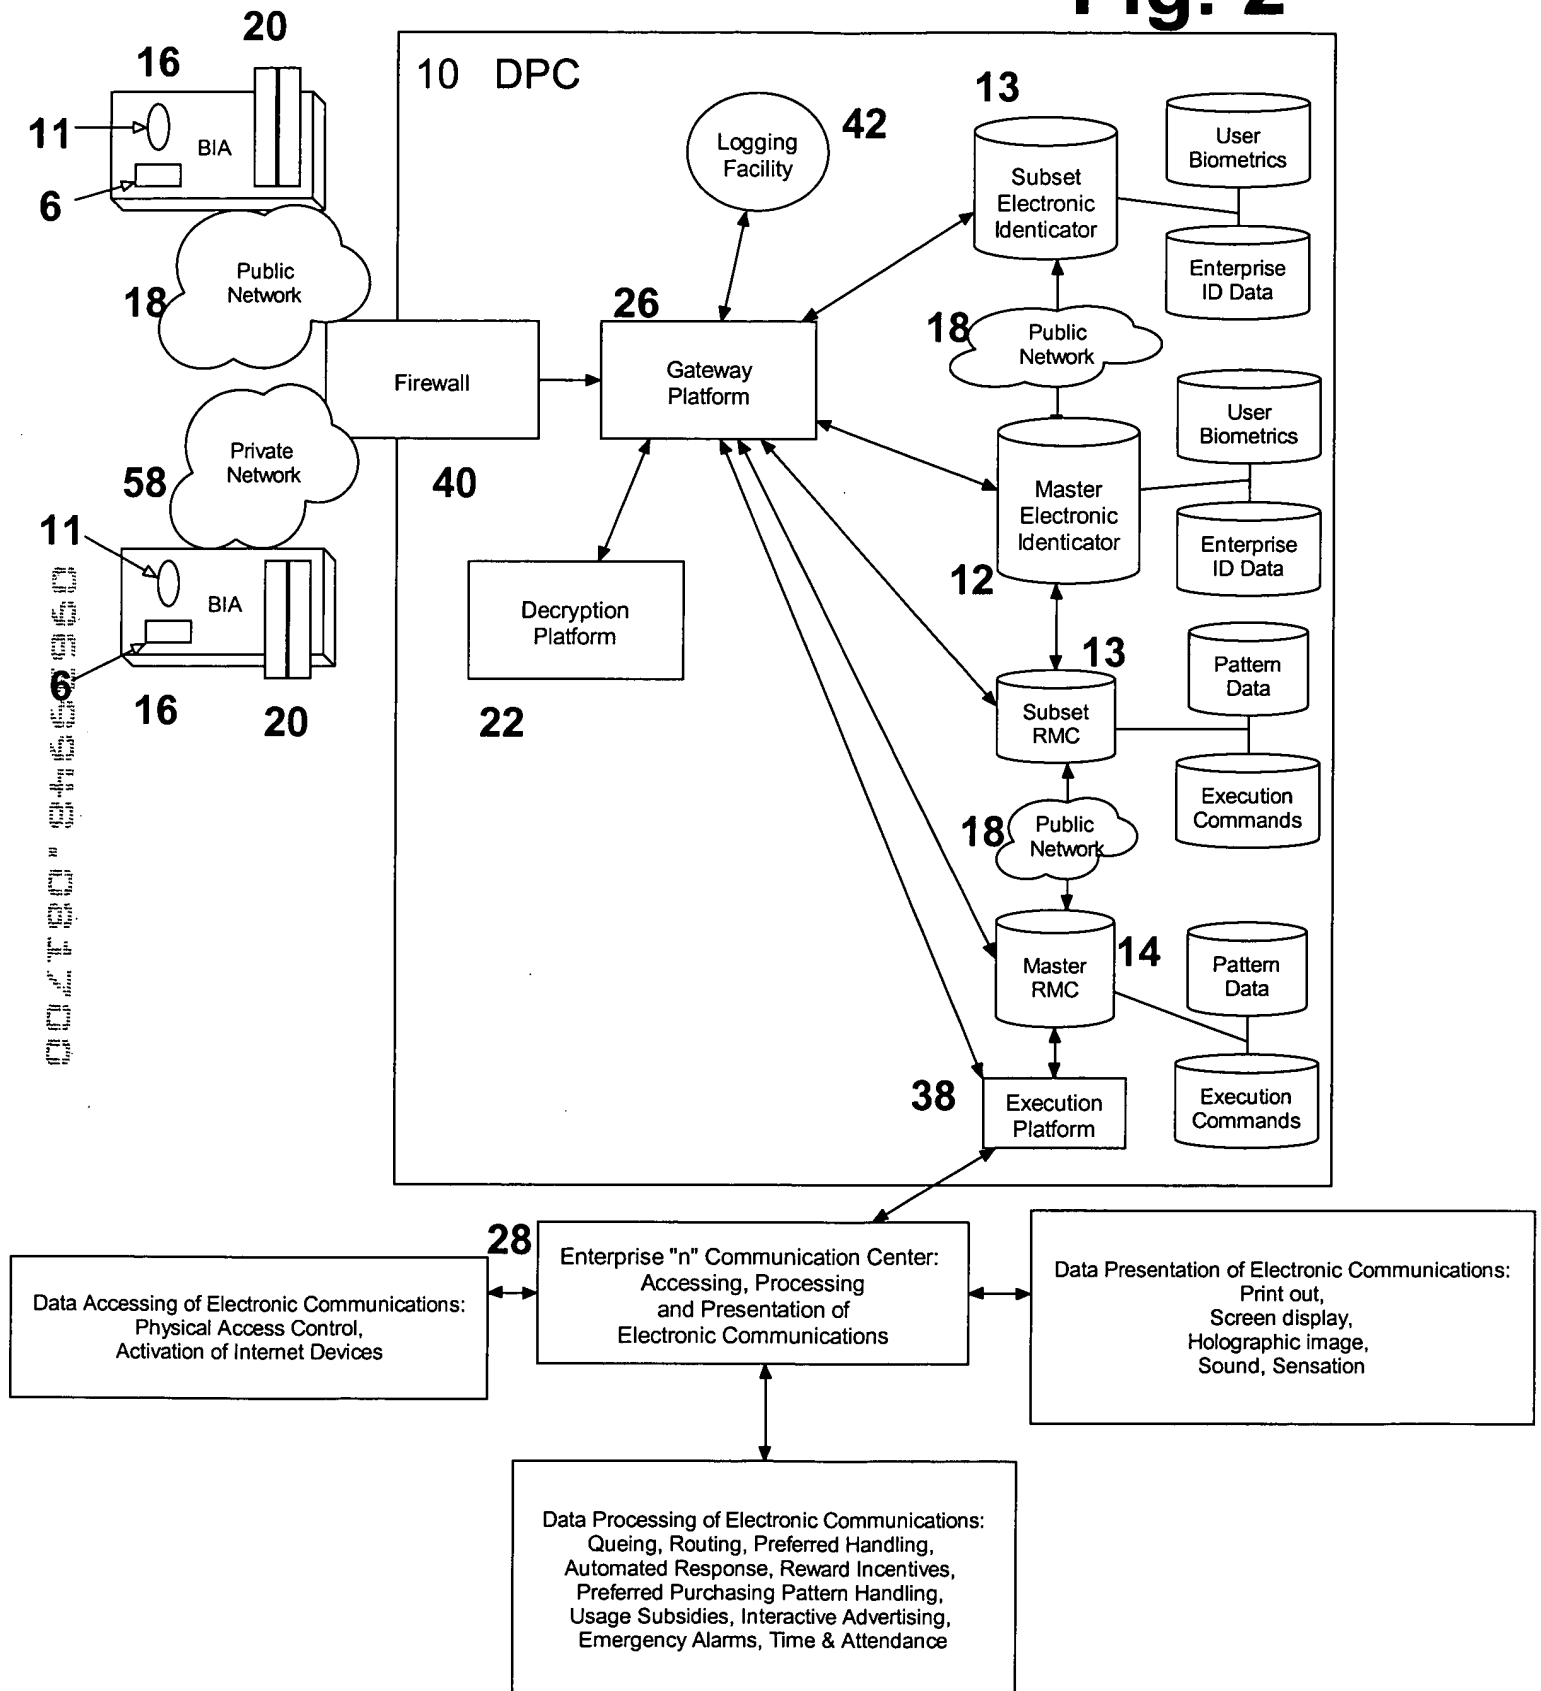 Fig. 2
20
16
11
BIA
6
10 DPC
Logging
Facility
42
13
Subset
Electronic
Identicator
User
Biometrics
Enterprise
ID Data
Public
Network
18
Firewall
40
26
Gateway
Platform
18
Public
Network
User
Biometrics
Enterprise
ID Data
Master
Electronic
Identicator
12
Private
Network
58
11
BIA
6
16
20
Decryption
Platform
22
13
Subset
RMC
Pattern
Data
Execution
Commands
18
Public
Network
Master
RMC
14
Pattern
Data
Execution
Commands
38
Execution
Platform
09639948.081700
28
Enterprise "n" Communication Center:
Accessing, Processing
and Presentation of
Electronic Communications
Data Accessing of Electronic Communications:
Physical Access Control,
Activation of Internet Devices
Data Presentation of Electronic Communications:
Print out,
Screen display,
Holographic image,
Sound, Sensation
Data Processing of Electronic Communications:
Queing, Routing, Preferred Handling,
Automated Response, Reward Incentives,
Preferred Purchasing Pattern Handling,
Usage Subsidies, Interactive Advertising,
Emergency Alarms, Time & Attendance